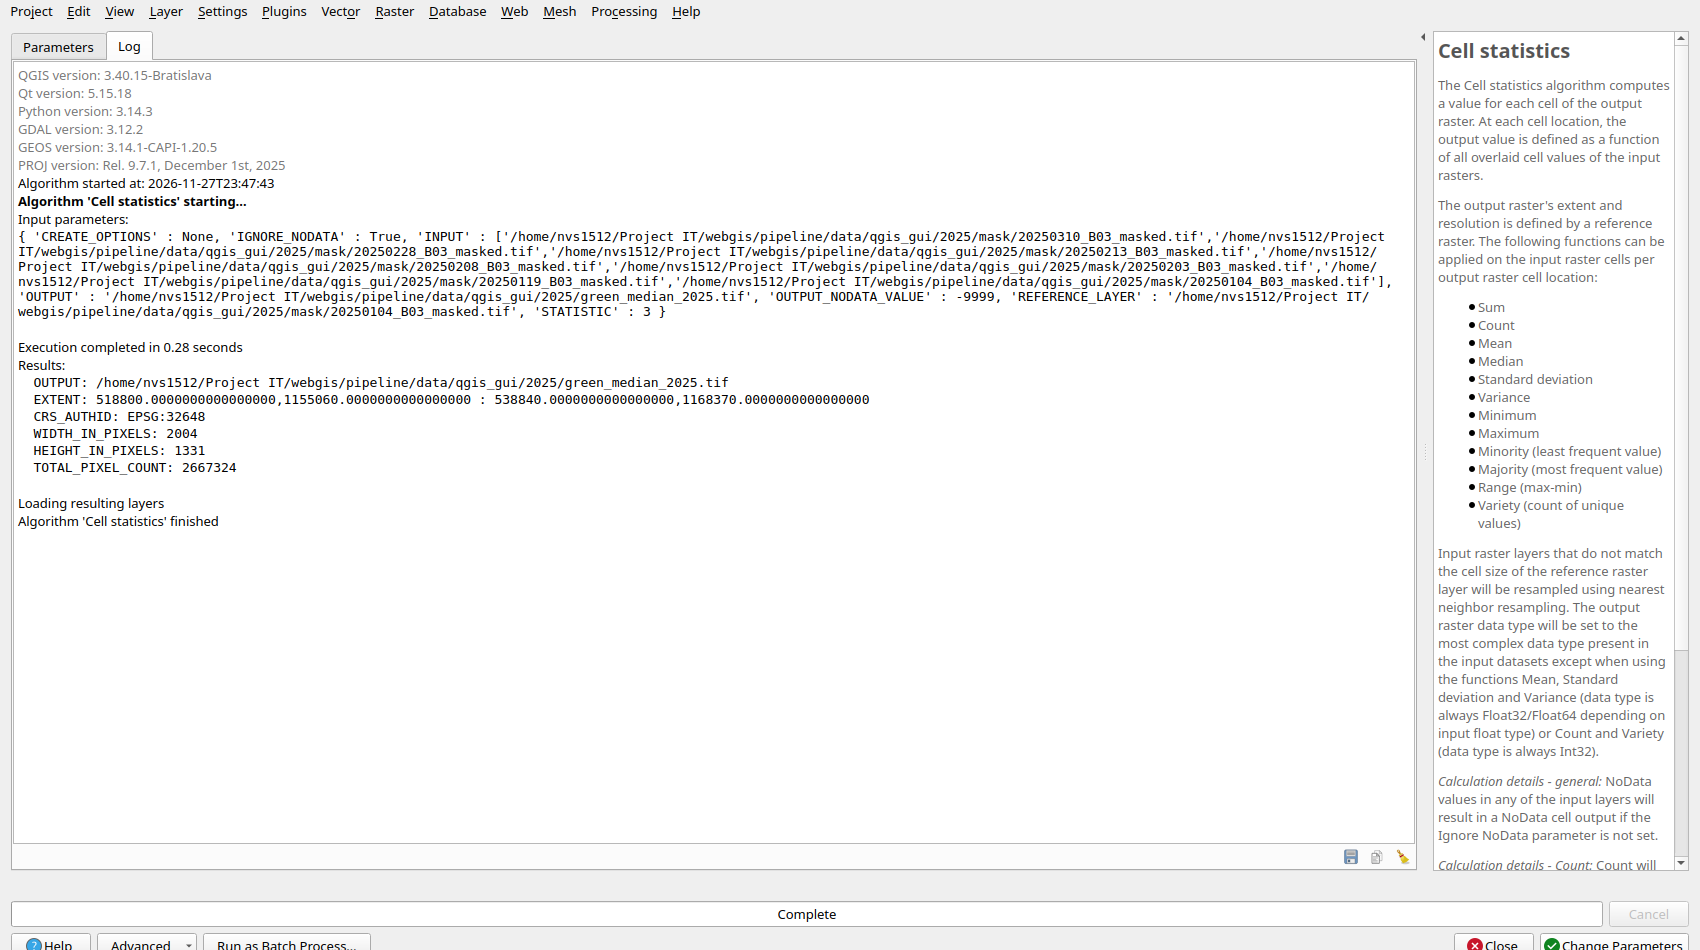 Project Edit View Layer Settings Plugins Vector Raster Database Web Mesh Processing Help
Parameters Log
QGIS version: 3.40.15-Bratislava
Qt version: 5.15.18
Python version: 3.14.3
GDAL version: 3.12.2
GEOS version: 3.14.1-CAPI-1.20.5
PROJ version: Rel. 9.7.1, December 1st, 2025
Algorithm started at: 2026-11-27T23:47:43
Algorithm 'Cell statistics' starting...
Input parameters:
{ 'CREATE_OPTIONS' : None, 'IGNORE_NODATA' : True, 'INPUT' : ['/home/nvs1512/Project IT/webgis/pipeline/data/qgis_gui/2025/mask/20250310_B03_masked.tif','/home/nvs1512/Project
IT/webgis/pipeline/data/qgis_gui/2025/mask/20250228_B03_masked.tif','/home/nvs1512/Project IT/webgis/pipeline/data/qgis_gui/2025/mask/20250213_B03_masked.tif','/home/nvs1512/
Project IT/webgis/pipeline/data/qgis_gui/2025/mask/20250208_B03_masked.tif','/home/nvs1512/Project IT/webgis/pipeline/data/qgis_gui/2025/mask/20250203_B03_masked.tif','/home/
nvs1512/Project IT/webgis/pipeline/data/qgis_gui/2025/mask/20250119_B03_masked.tif','/home/nvs1512/Project IT/webgis/pipeline/data/qgis_gui/2025/mask/20250104_B03_masked.tif'],
'OUTPUT' : '/home/nvs1512/Project IT/webgis/pipeline/data/qgis_gui/2025/green_median_2025.tif', 'OUTPUT_NODATA_VALUE' : -9999, 'REFERENCE_LAYER' : '/home/nvs1512/Project IT/
webgis/pipeline/data/qgis_gui/2025/mask/20250104_B03_masked.tif', 'STATISTIC' : 3 }
Execution completed in 0.28 seconds
Results:
OUTPUT: /home/nvs1512/Project IT/webgis/pipeline/data/qgis_gui/2025/green_median_2025.tif
EXTENT: 518800.0000000000000000,1155060.0000000000000000 : 538840.0000000000000000,1168370.0000000000000000
CRS_AUTHID: EPSG:32648
WIDTH_IN_PIXELS: 2004
HEIGHT_IN_PIXELS: 1331
TOTAL_PIXEL_COUNT: 2667324
Loading resulting layers
Algorithm 'Cell statistics' finished
Cell statistics
The Cell statistics algorithm computes
a value for each cell of the output
raster. At each cell location, the
output value is defined as a function
of all overlaid cell values of the input
rasters.
The output raster's extent and
resolution is defined by a reference
raster. The following functions can be
applied on the input raster cells per
output raster cell location:
• Sum
• Count
• Mean
• Median
• Standard deviation
• Variance
• Minimum
• Maximum
• Minority (least frequent value)
• Majority (most frequent value)
• Range (max-min)
• Variety (count of unique
values)
Input raster layers that do not match
the cell size of the reference raster
layer will be resampled using nearest
neighbor resampling. The output
raster data type will be set to the
most complex data type present in
the input datasets except when using
the functions Mean, Standard
deviation and Variance (data type is
always Float32/Float64 depending on
input float type) or Count and Variety
(data type is always Int32).
Calculation details - general: NoData
values in any of the input layers will
result in a NoData cell output if the
Ignore NoData parameter is not set.
Calculation details - Count: Count will
Complete
Cancel
Help Advanced Run as Batch Process... Close Change Parameters